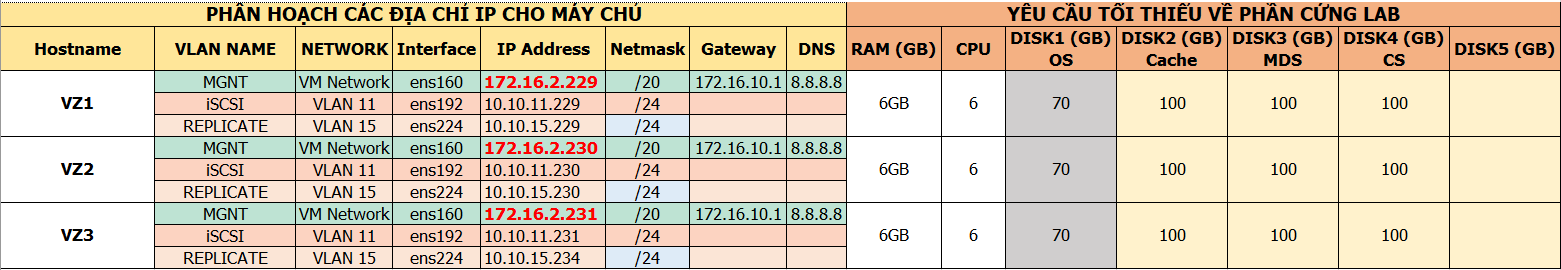 PHÂN HOẠCH CÁC ĐỊA CHỈ IP CHO MÁY CHỦ YÊU CẦU TỐI THIỂU VỀ PHẦN CỨNG LAB
Hostname VLAN NAME NETWORK Interface IP Address Netmask Gateway DNS RAM (GB) CPU DISK1 (GB) OS DISK2 (GB) Cache DISK3 (GB) MDS DISK4 (GB) CS DISK5 (GB)
VZ1 MGNT VM Network ens160 172.16.2.229 /20 172.16.10.1 8.8.8.8 6GB 6 70 100 100 100
iSCSI VLAN 11 ens192 10.10.11.229 /24
REPLICATE VLAN 15 ens224 10.10.15.229 /24
VZ2 MGNT VM Network ens160 172.16.2.230 /20 172.16.10.1 8.8.8.8 6GB 6 70 100 100 100
iSCSI VLAN 11 ens192 10.10.11.230 /24
REPLICATE VLAN 15 ens224 10.10.15.230 /24
VZ3 MGNT VM Network ens160 172.16.2.231 /20 172.16.10.1 8.8.8.8 6GB 6 70 100 100 100
iSCSI VLAN 11 ens192 10.10.11.231 /24
REPLICATE VLAN 15 ens224 10.10.15.234 /24